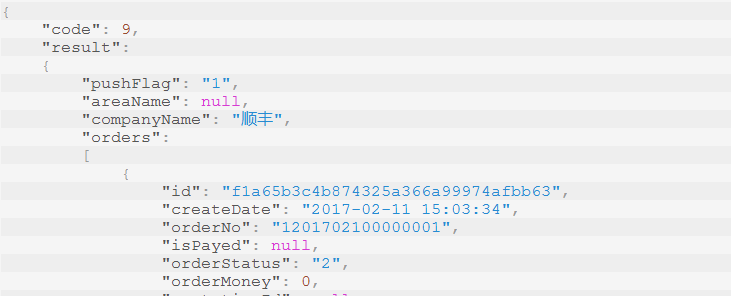 {
"code": 9,
"result":
{
"pushFlag": "1",
"areaName": null,
"companyName": "顺丰",
"orders":
[
{
"id": "f1a65b3c4b874325a366a99974afbb63",
"createDate": "2017-02-11 15:03:34",
"orderNo": "1201702100000001",
"isPayed": null,
"orderStatus": "2",
"orderMoney": 0,